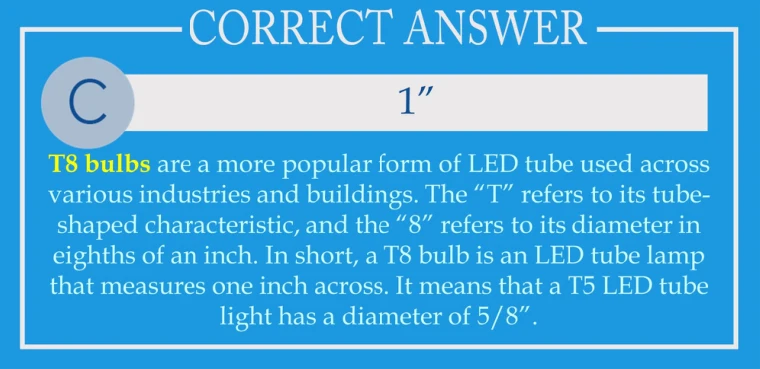 CORRECT ANSWER
C
1”
T8 bulbs are a more popular form of LED tube used across
various industries and buildings. The “T” refers to its tube-
shaped characteristic, and the “8” refers to its diameter in
eighths of an inch. In short, a T8 bulb is an LED tube lamp
that measures one inch across. It means that a T5 LED tube
light has a diameter of 5/8”.